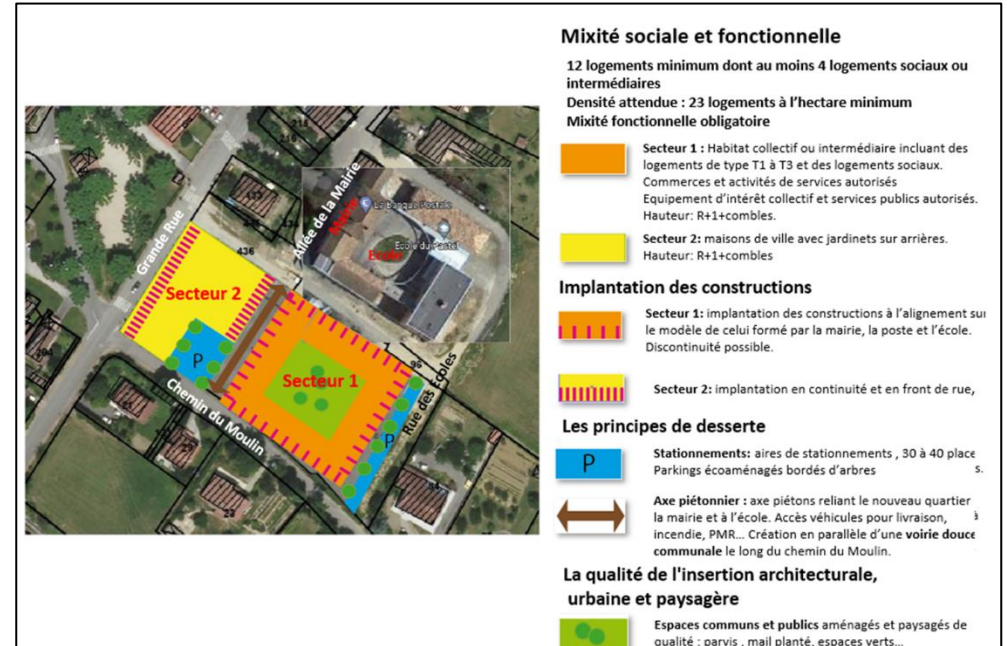 Mixité sociale et fonctionnelle
12 logements minimum dont au moins 4 logements sociaux ou
intermédiaires
Densité attendue : 23 logements à l'hectare minimum
Mixité fonctionnelle obligatoire
Secteur 1 : Habitat collectif ou intermédiaire incluant des
logements de type T1 à T3 et des logements sociaux.
Commerces et activités de services autorisés
Equipement d'intérêt collectif et services publics autorisés.
Hauteur: R+1+combles.
Secteur 2: maisons de ville avec jardinets sur arrières.
Hauteur: R+1+combles
Implantation des constructions
Secteur 1: implantation des constructions à l'alignement sur
le modèle de celui formé par la mairie, la poste et l'école.
Discontinuité possible.
Secteur 2: implantation en continuité et en front de rue,
Les principes de desserte
P
Stationnements: aires de stationnements , 30 à 40 place
s.
Parkings écoaménagés bordés d'arbres
Axe piétonnier : axe piétons reliant le nouveau quartier
à
la mairie et à l'école. Accès véhicules pour livraison,
incendie, PMR... Création en parallèle d'une voirie douce
communale le long du chemin du Moulin.
La qualité de l'insertion architecturale,
urbaine et paysagère
Espaces communs et publics aménagés et paysagés de
qualité : parvis , mail planté, espaces verts...
Grande Rue
Allée de la Mairie
Mairie
La Banque Postale
Ecole du Pastel
Ecole
436
Secteur 2
P
Secteur 1
Chemin du Moulin
Rue des Ecoles
P
96
23